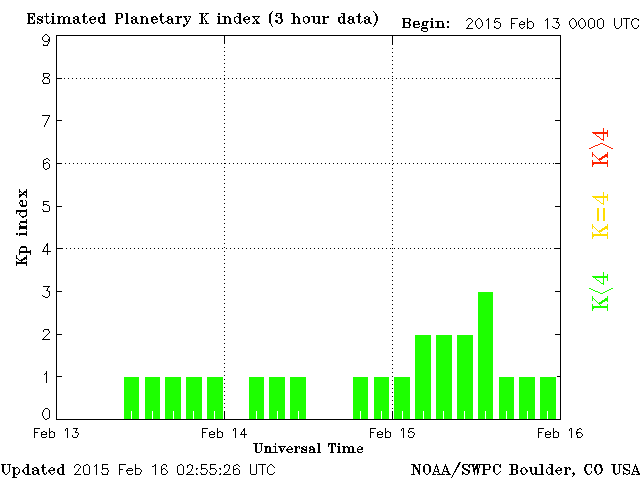 Estimated Planetary K index (3 hour data) Begin: 2015 Feb 13 0000 UTC
9
8
7
6
5
4
3
2
1
0
Kp index
K>4
K=4
K<4
Feb 13 Feb 14 Feb 15 Feb 16
Universal Time
Updated 2015 Feb 16 02:55:26 UTC NOAA/SWPC Boulder, CO USA